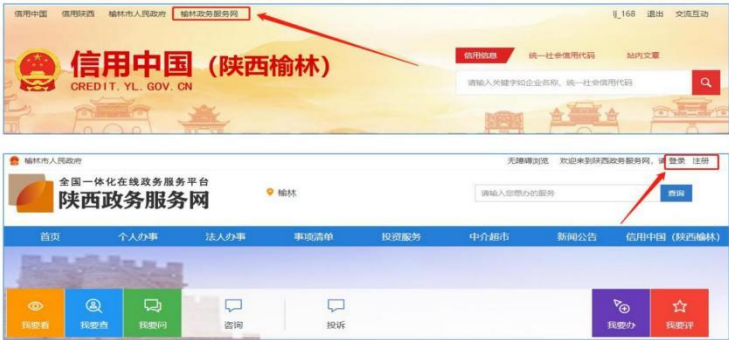 信用中国 信用陕西 榆林市人民政府 榆林政务服务网 lj_168 退出 交流互动
信用中国（陕西榆林）
CREDIT. YL. GOV. CN
信用信息 统一社会信用代码 站内文章
请输入关键字如企业名称、统一社会信用代码
榆林市人民政府 无障碍浏览 欢迎来到陕西政务服务网，请 登录 注册
全国一体化在线政务服务平台
陕西政务服务网
榆林
请输入您想办的服务 查询
首页 个人办事 法人办事 事项清单 投资服务 中介超市 新闻公告 信用中国（陕西榆林）
我要看 我要查 我要问 咨询 投诉 我要办 我要评